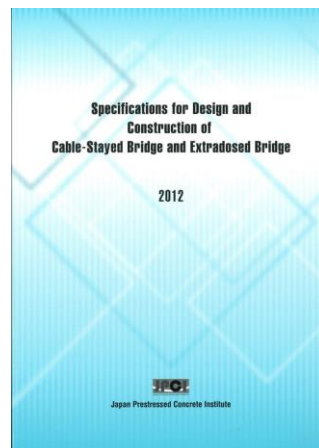 Specifications for Design and
Construction of
Cable-Stayed Bridge and Extradosed Bridge
2012
JPCI
Japan Prestressed Concrete Institute